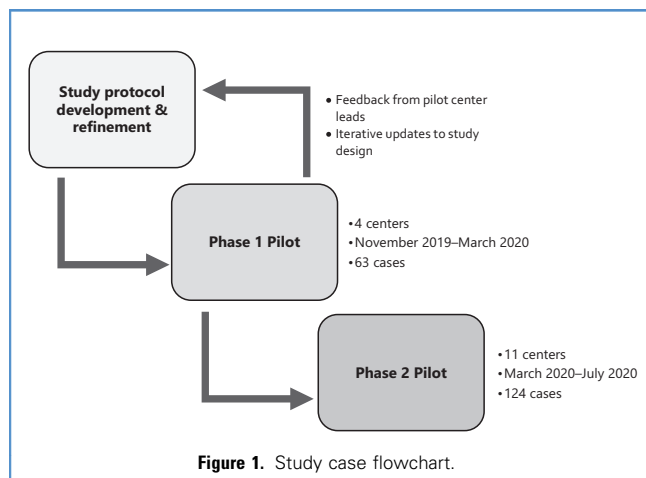 Study protocol
development &
refinement
• Feedback from pilot center
leads
• Iterative updates to study
design
Phase 1 Pilot
•4 centers
•November 2019–March 2020
•63 cases
Phase 2 Pilot
•11 centers
•March 2020–July 2020
•124 cases
Figure 1. Study case flowchart.